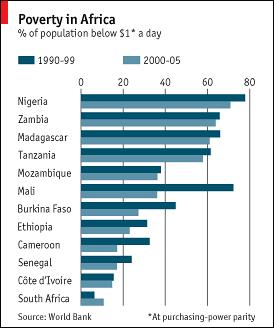 Poverty in Africa
% of population below $1* a day
1990-99 2000-05
0 20 40 60 80
Nigeria
Zambia
Madagascar
Tanzania
Mozambique
Mali
Burkina Faso
Ethiopia
Cameroon
Senegal
Côte d'Ivoire
South Africa
Source: World Bank *At purchasing-power parity